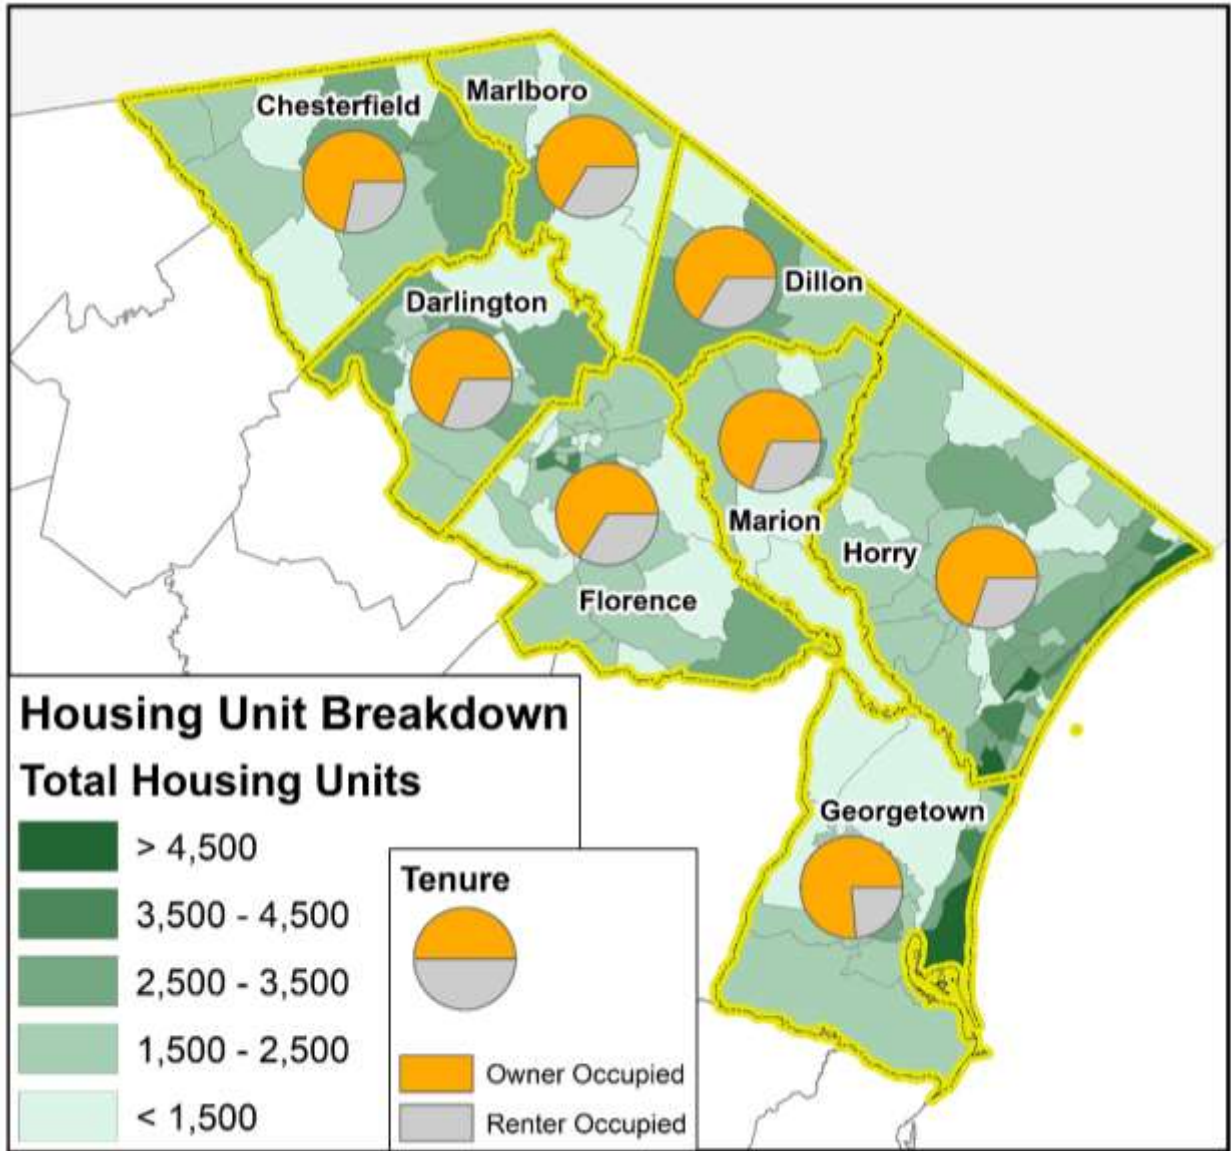 Marlboro
Chesterfield
Dillon
Darlington
Marion
Horry
Florence
Georgetown
Housing Unit Breakdown
Total Housing Units
> 4,500
3,500 - 4,500
2,500 - 3,500
1,500 - 2,500
< 1,500
Tenure
Owner Occupied
Renter Occupied